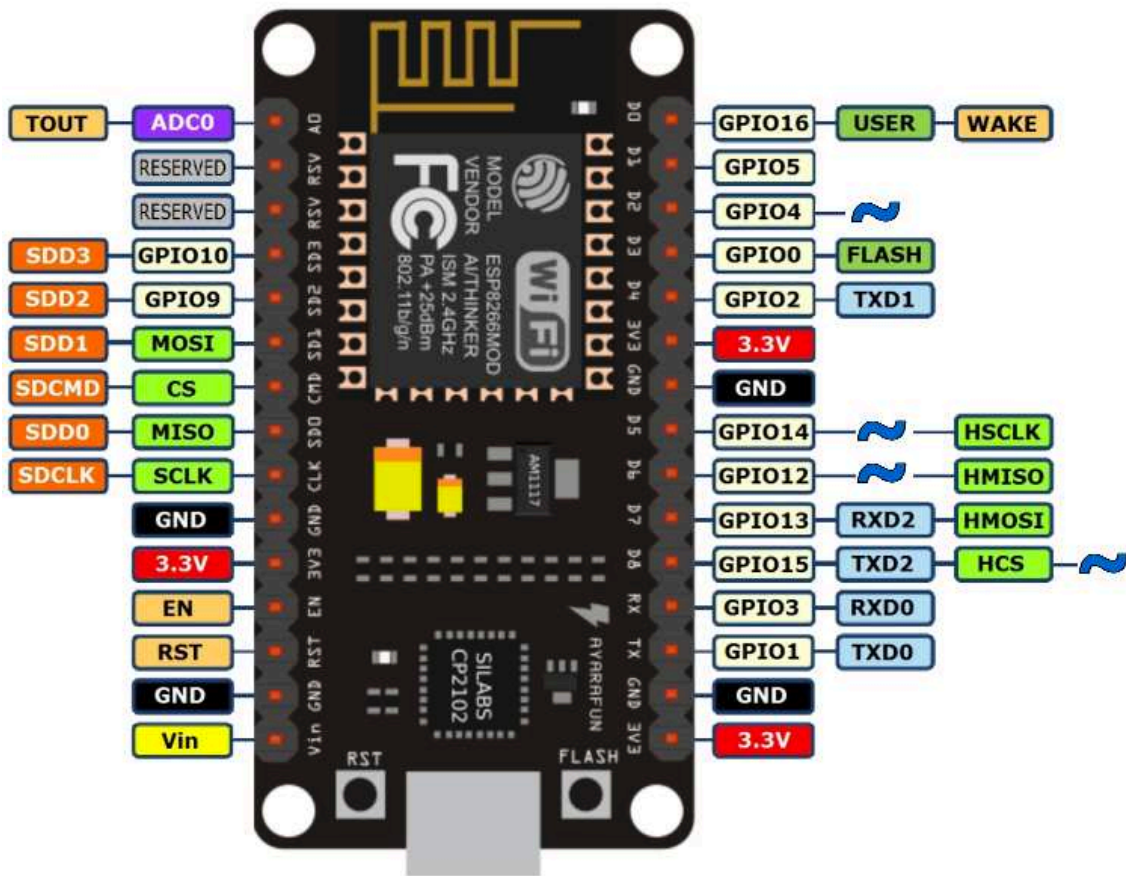 TOUT ADC0 A0 D0 GPIO16 USER WAKE
RESERVED RSV D1 GPIO5
RESERVED RSV D2 GPIO4
SDD3 GPIO10 SD3 D3 GPIO0 FLASH
SDD2 GPIO9 SD2 D4 GPIO2 TXD1
SDD1 MOSI SD1 3V3 3.3V
SDCMD CS CMD GND GND
SDD0 MISO SD0 D5 GPIO14 HSCLK
SDCLK SCLK CLK D6 GPIO12 HMISO
GND GND D7 GPIO13 RXD2 HMOSI
3.3V 3V3 D8 GPIO15 TXD2 HCS
EN EN RX GPIO3 RXD0
RST RST TX GPIO1 TXD0
GND GND GND GND
Vin Vin 3V3 3.3V
MODEL ESP8266MOD
VENDOR AI/THINKER
ISM 2.4GHz
PA +25dBm
802.11b/g/n
FC
WiFi
AM1117
AYARAFUN
SILABS
CP2102
RST
FLASH